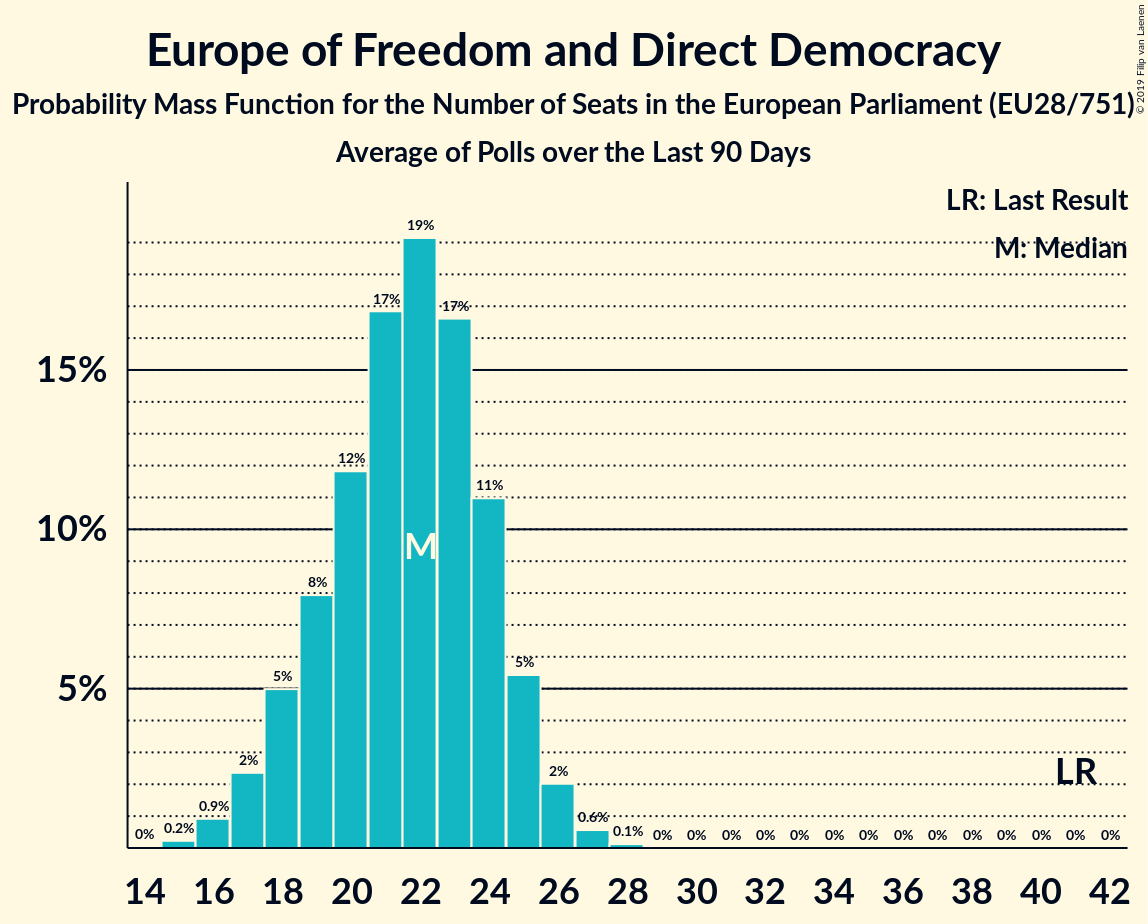 Europe of Freedom and Direct Democracy
Probability Mass Function for the Number of Seats in the European Parliament (EU28/751)
Average of Polls over the Last 90 Days
© 2019 Filip van Laenen
LR: Last Result
M: Median
15%
10%
5%
0% 0.2% 0.9% 2% 5% 8% 12% 17% 19% 17% 11% 5% 2% 0.6% 0.1% 0% 0% 0% 0% 0% 0% 0% 0% 0% 0% 0% 0% 0% 0%
M
LR
14 16 18 20 22 24 26 28 30 32 34 36 38 40 42